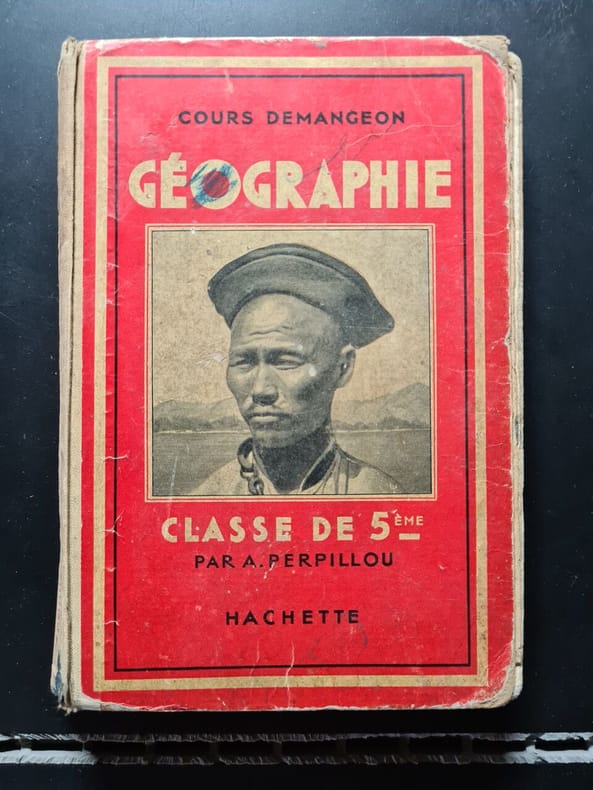 COURS DEMANGEON
GÉOGRAPHIE
CLASSE DE 5ÈME
PAR A. PERPILLOU
HACHETTE